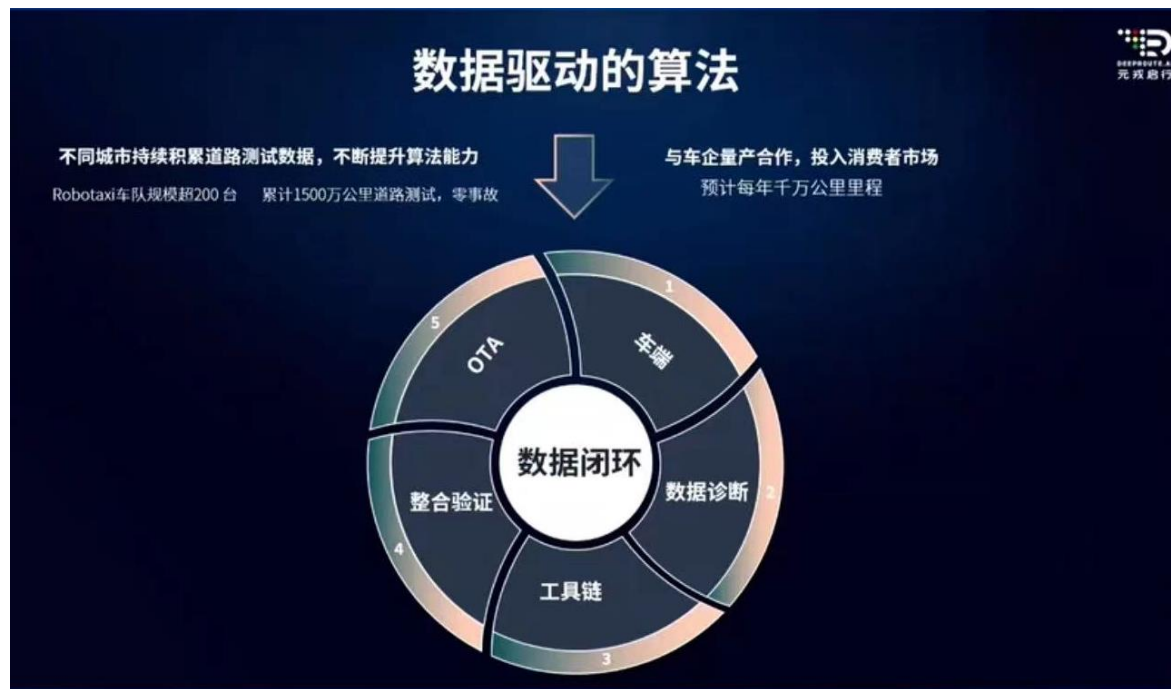 数据驱动的算法
DEEPROUTE.AI
元戎启行
不同城市持续积累道路测试数据，不断提升算法能力
Robotaxi车队规模超200 台 累计1500万公里道路测试，零事故
与车企量产合作，投入消费者市场
预计每年千万公里里程
1
车端
2
数据诊断
3
工具链
4
整合验证
5
OTA
数据闭环